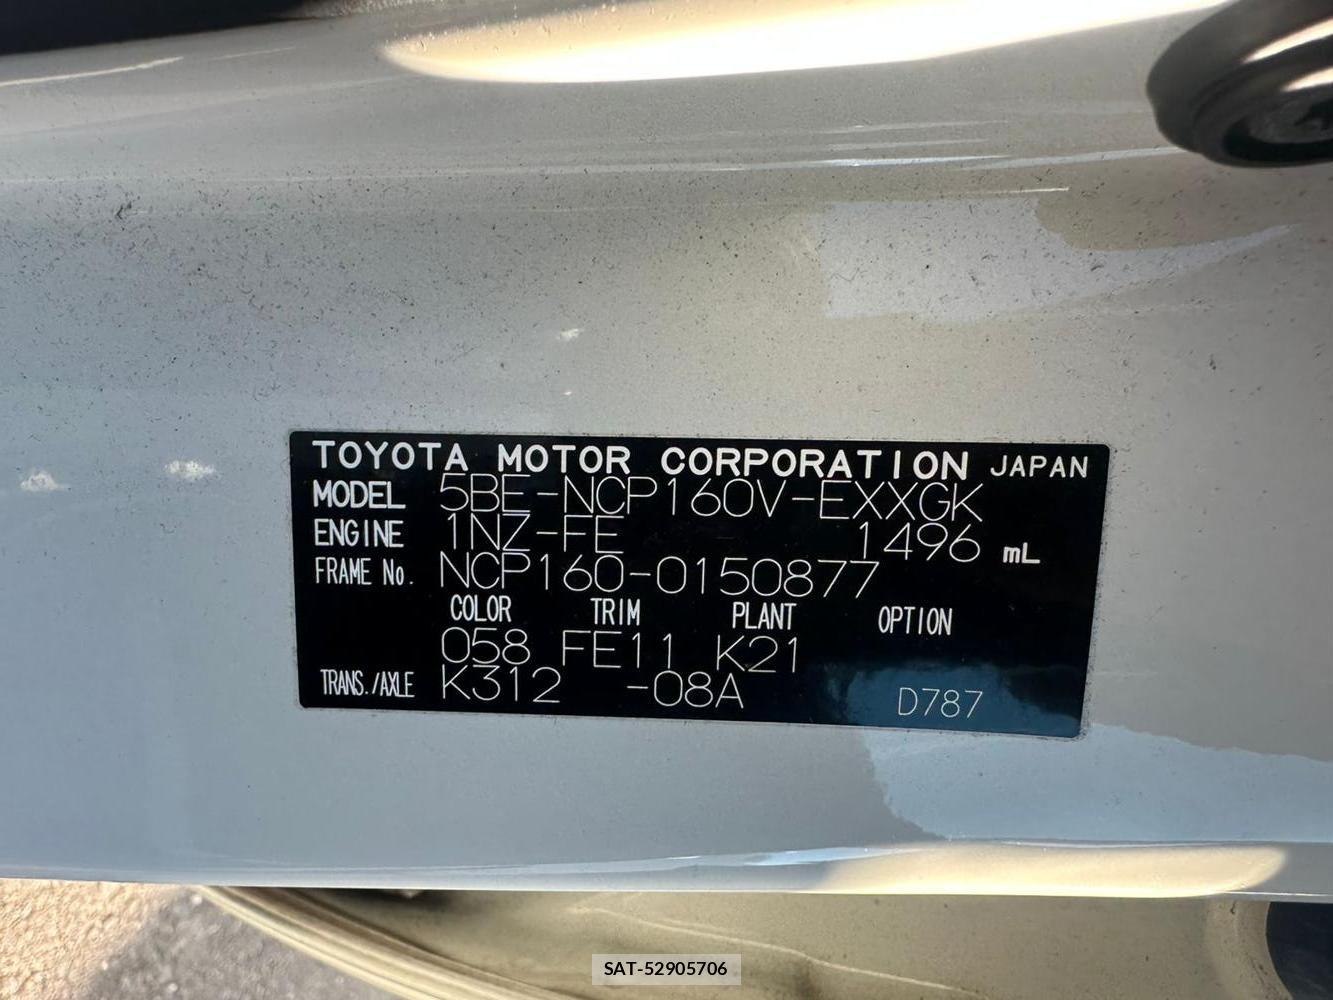 TOYOTA MOTOR CORPORATION JAPAN
MODEL 5BE-NCP160V-EXXGK
ENGINE 1NZ-FE 1496 mL
FRAME No. NCP160-0150877
COLOR TRIM PLANT OPTION
058 FE11 K21
TRANS./AXLE K312 -08A D787
SAT-52905706